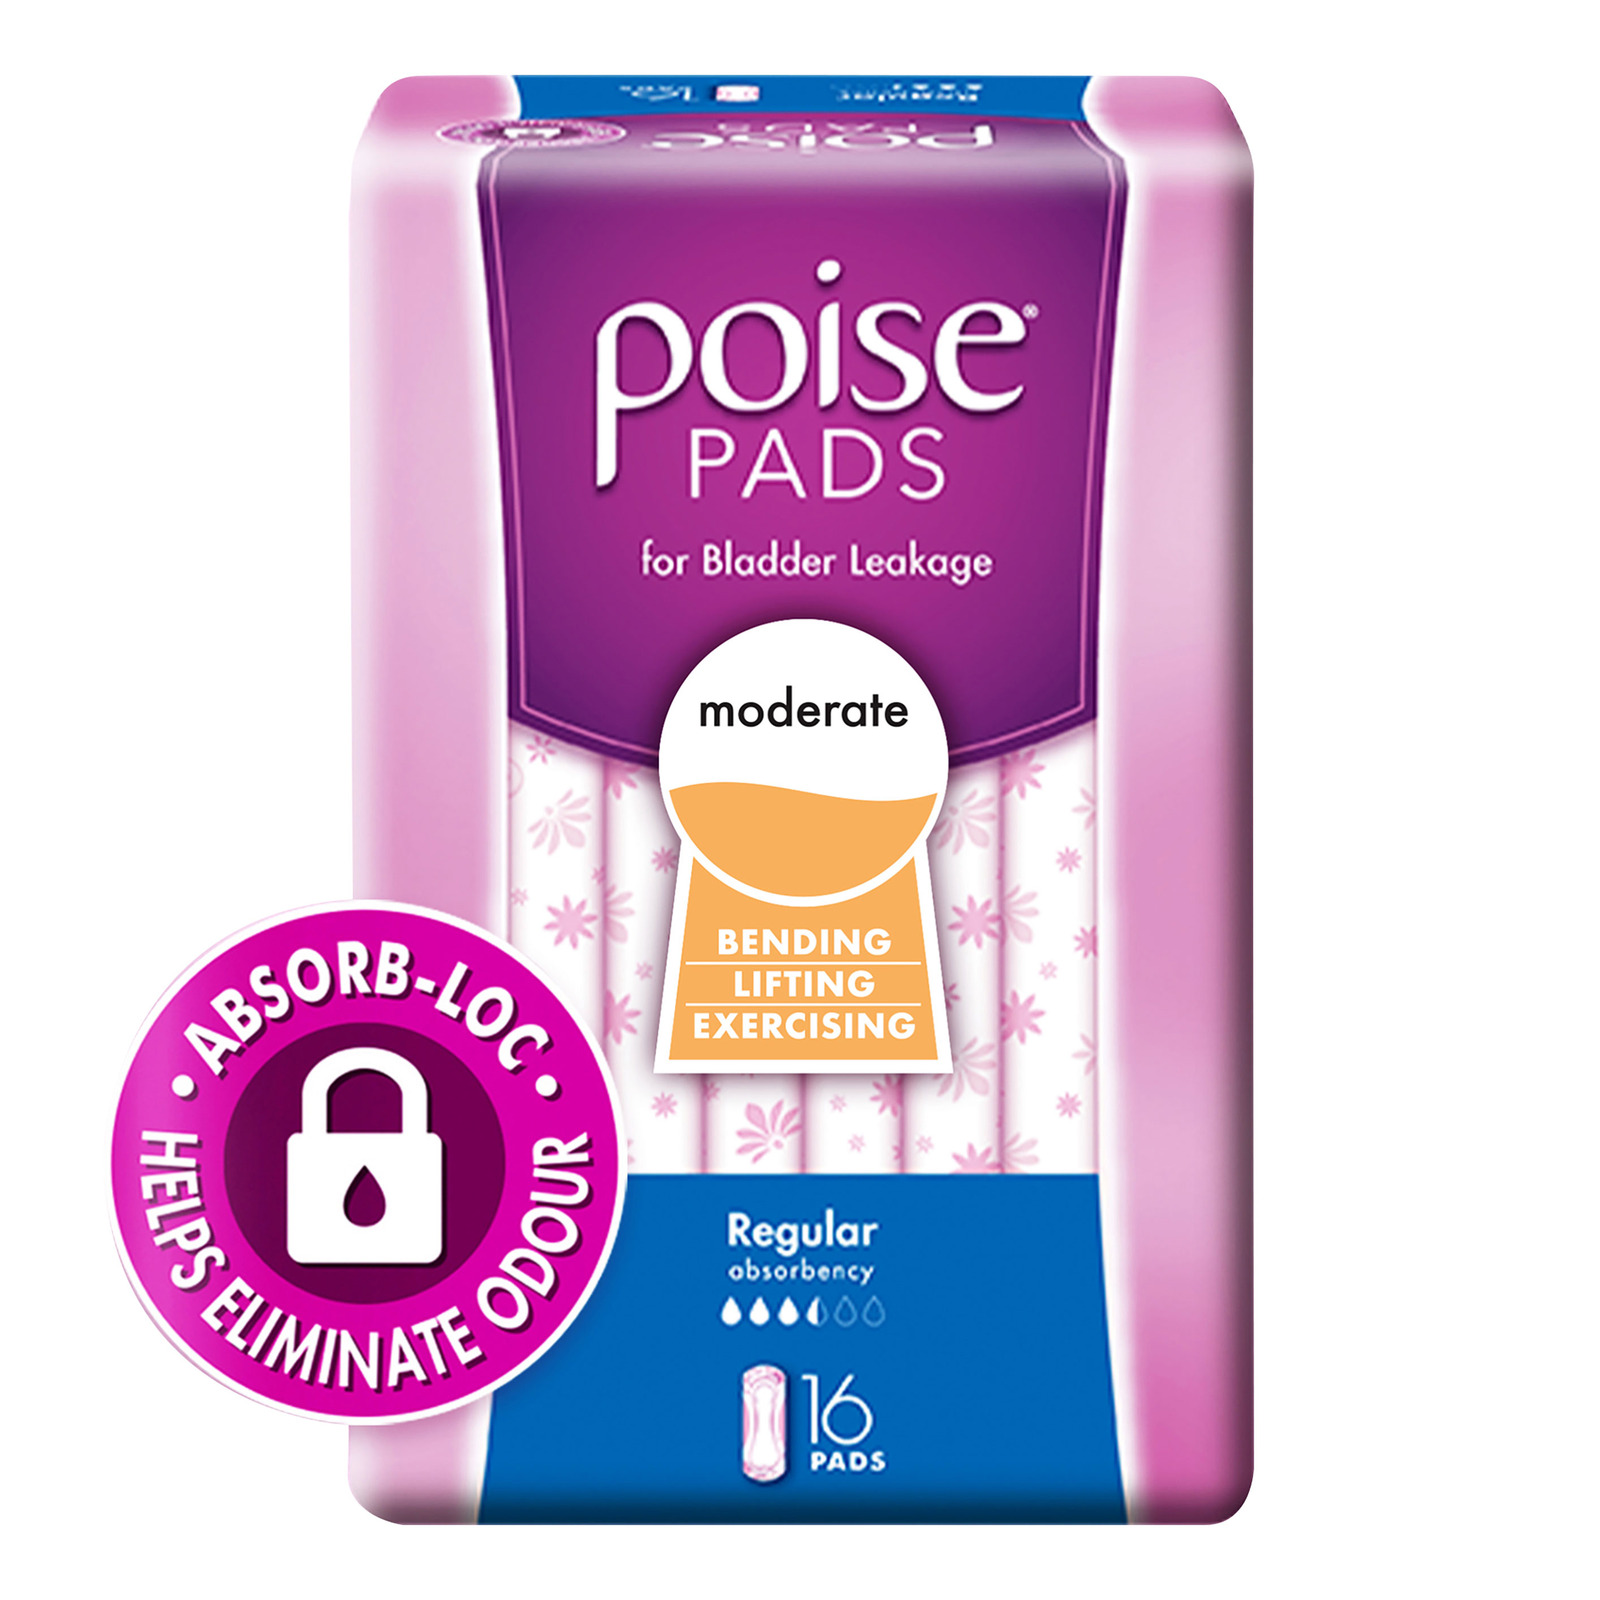 poise®
PADS
for Bladder Leakage
moderate
BENDING
LIFTING
EXERCISING
• ABSORB-LOC •
HELPS ELIMINATE ODOUR
Regular
absorbency
16
PADS